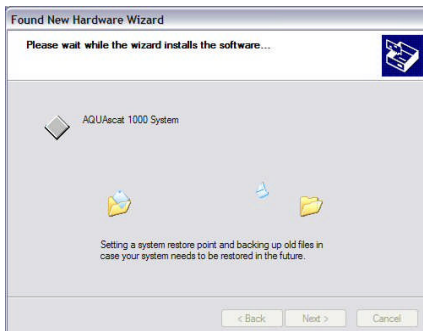 Found New Hardware Wizard
Please wait while the wizard installs the software...
AQUAscat 1000 System
Setting a system restore point and backing up old files in
case your system needs to be restored in the future.
< Back   Next >   Cancel